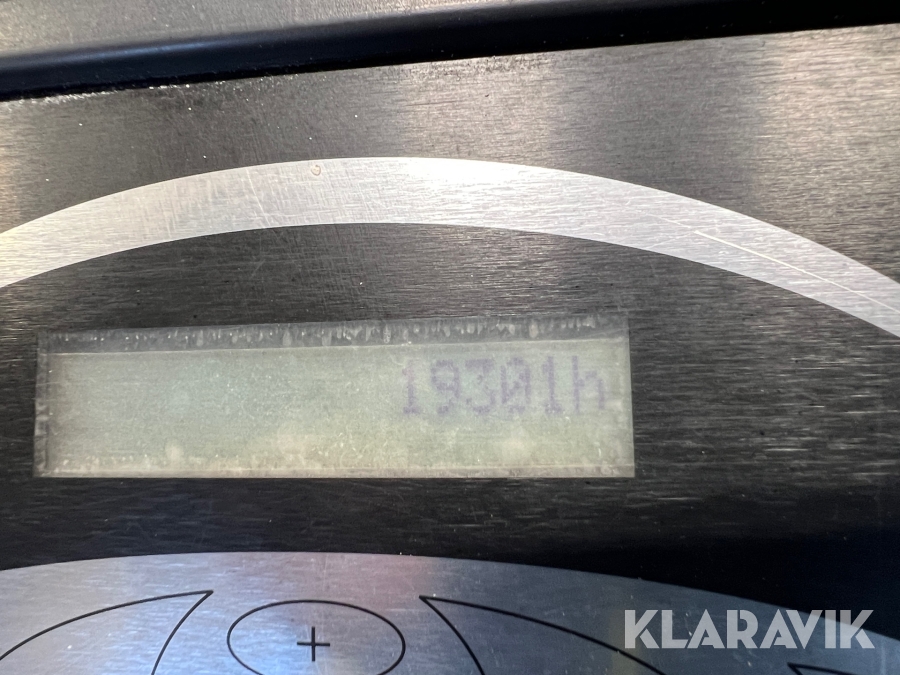 19301h
+
KLARAVIK